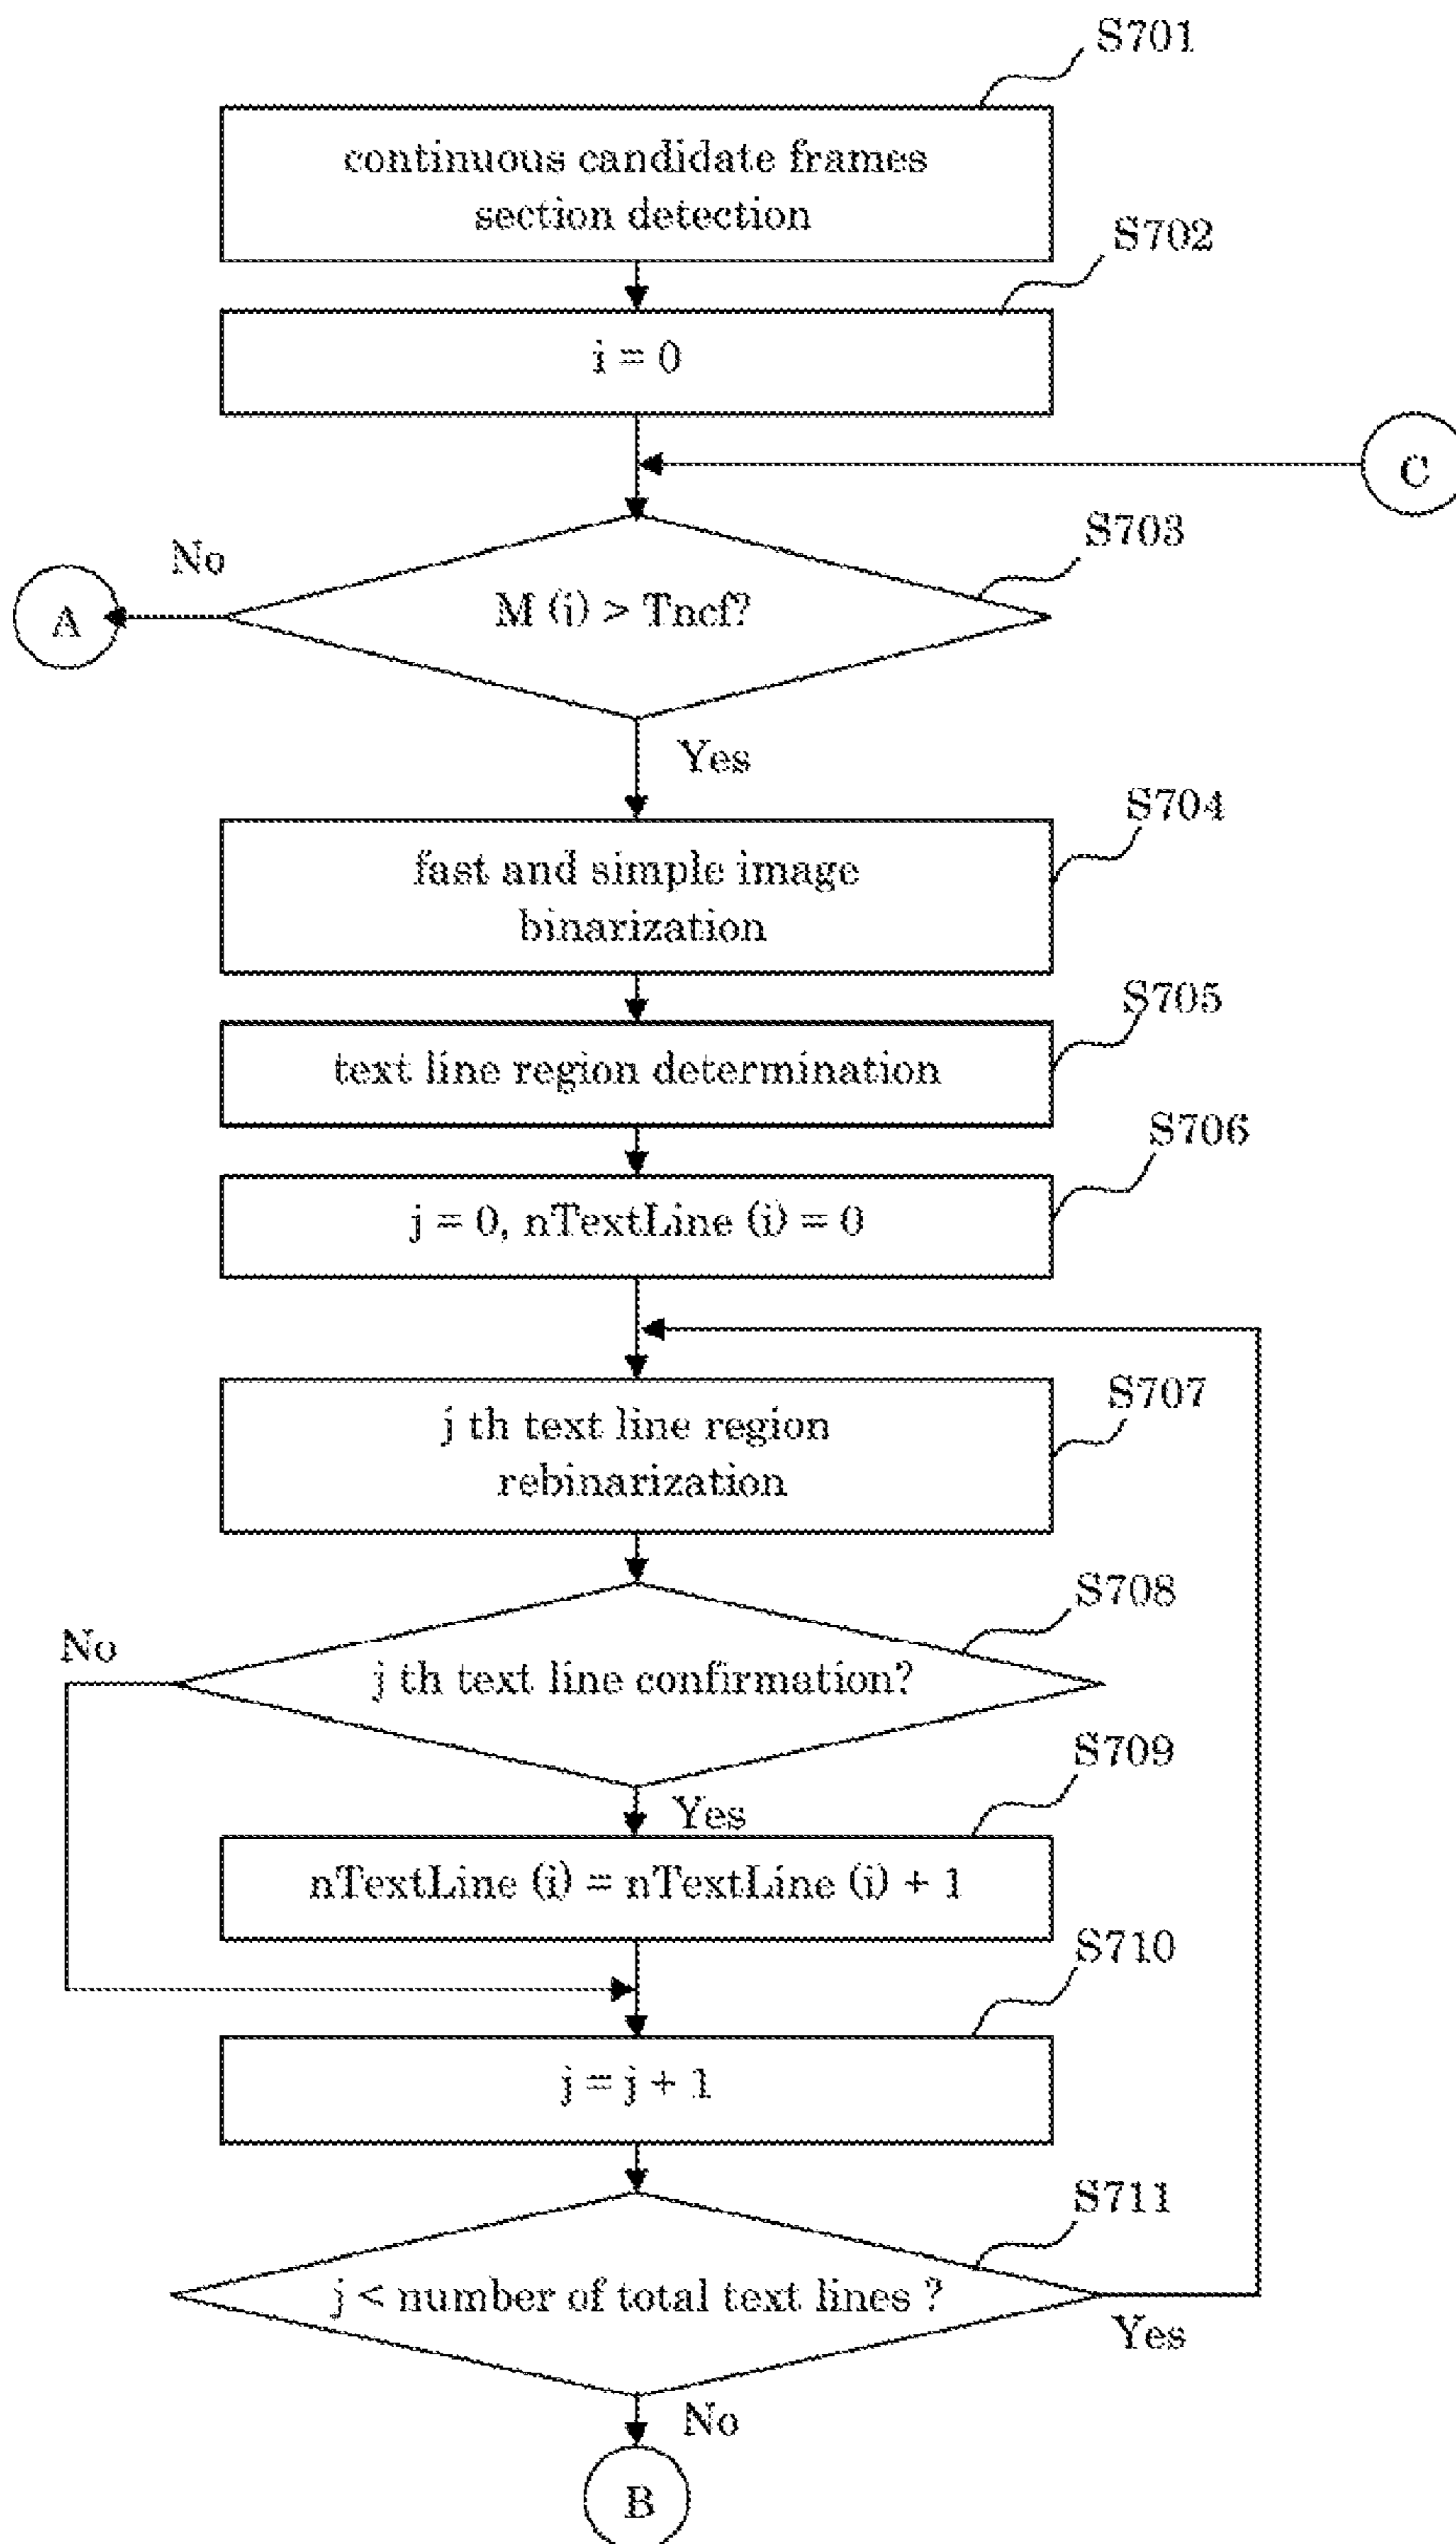 S701
continuous candidate frames
section detection
S702
i = 0
C
S703
No
A
M (i) > Tncf?
Yes
S704
fast and simple image
binarization
S705
text line region determination
S706
j = 0, nTextLine (i) = 0
S707
j th text line region
rebinarization
S708
No
j th text line confirmation?
S709
Yes
nTextLine (i) = nTextLine (i) + 1
S710
j = j + 1
S711
j < number of total text lines ?
Yes
No
B